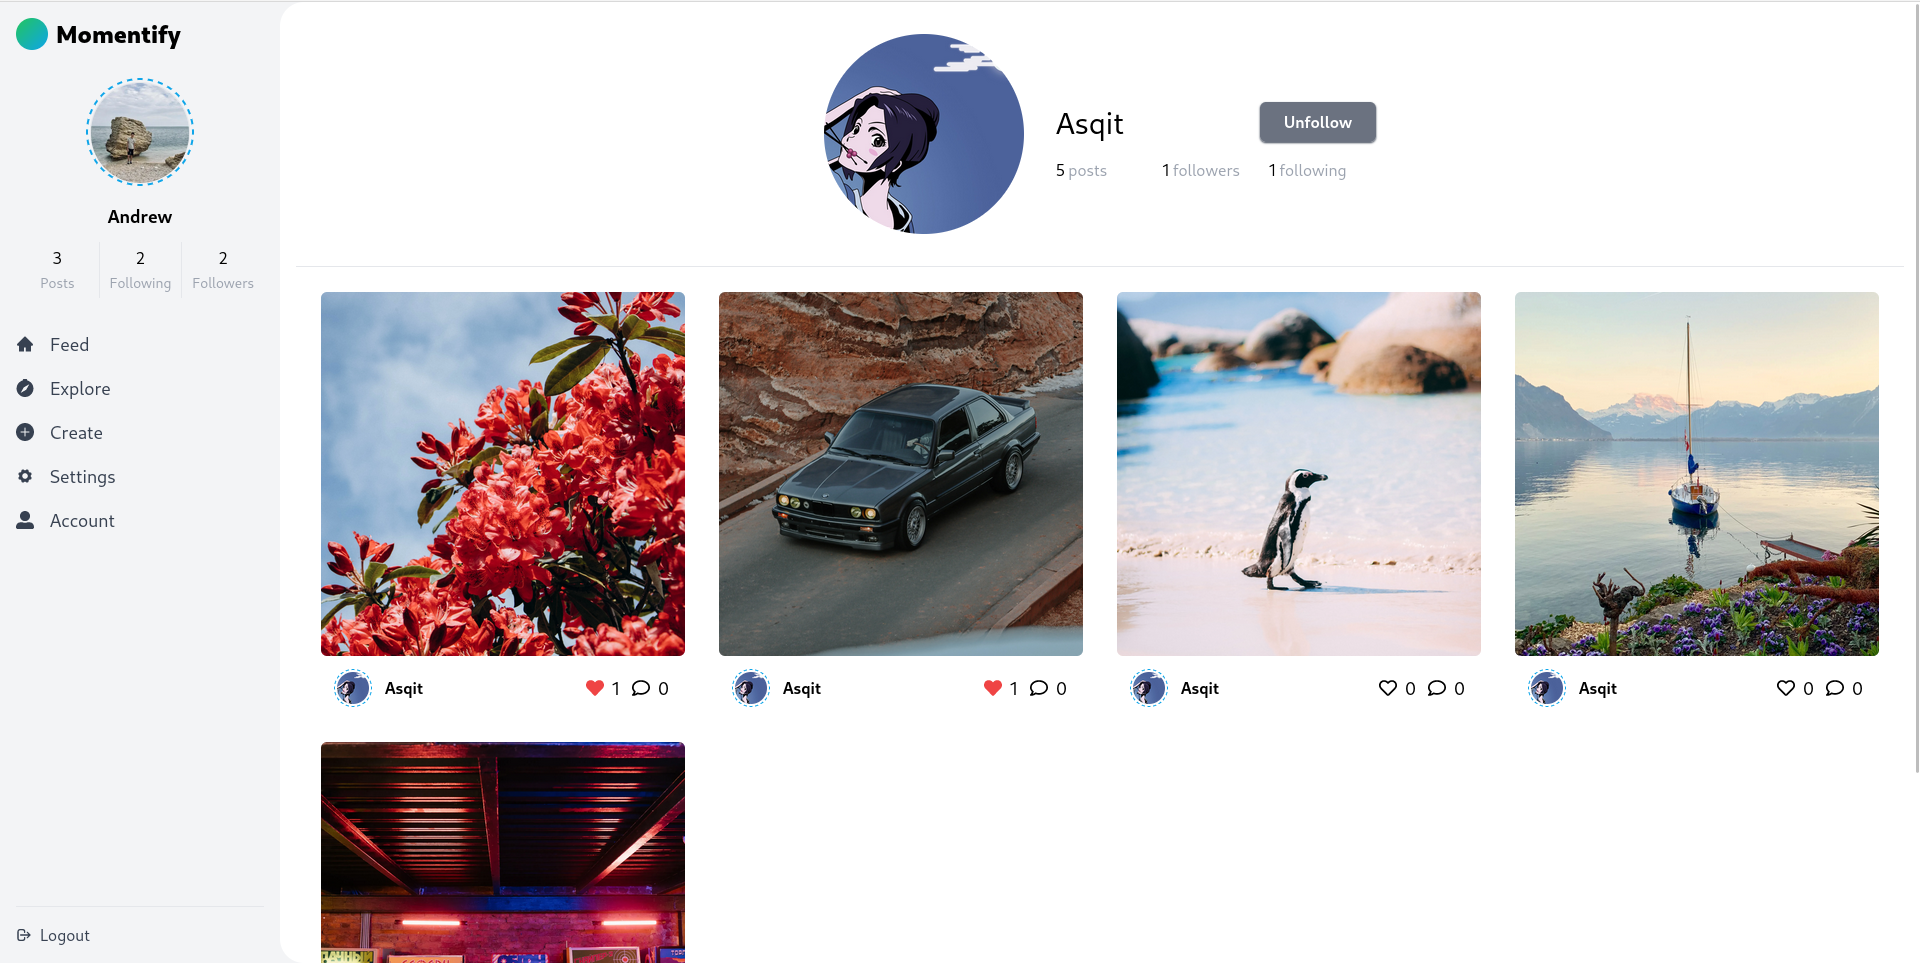 Momentify
Andrew
3 2 2
Posts Following Followers
Feed
Explore
Create
Settings
Account
Logout
Asqit Unfollow
5 posts 1 followers 1 following
Asqit 1 0
Asqit 1 0
Asqit 0 0
Asqit 0 0